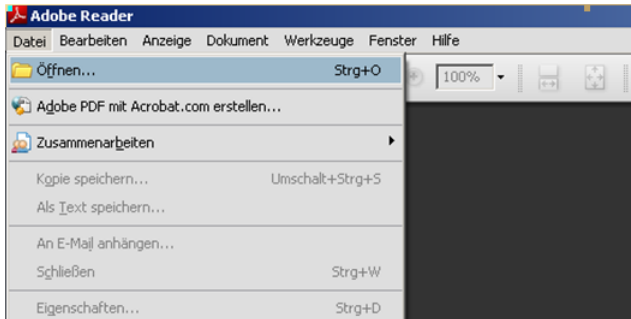 Adobe Reader
Datei Bearbeiten Anzeige Dokument Werkzeuge Fenster Hilfe
Öffnen... Strg+O
100%
Adobe PDF mit Acrobat.com erstellen...
Zusammenarbeiten
Kopie speichern... Umschalt+Strg+S
Als Text speichern...
An E-Mail anhängen...
Schließen Strg+W
Eigenschaften... Strg+D